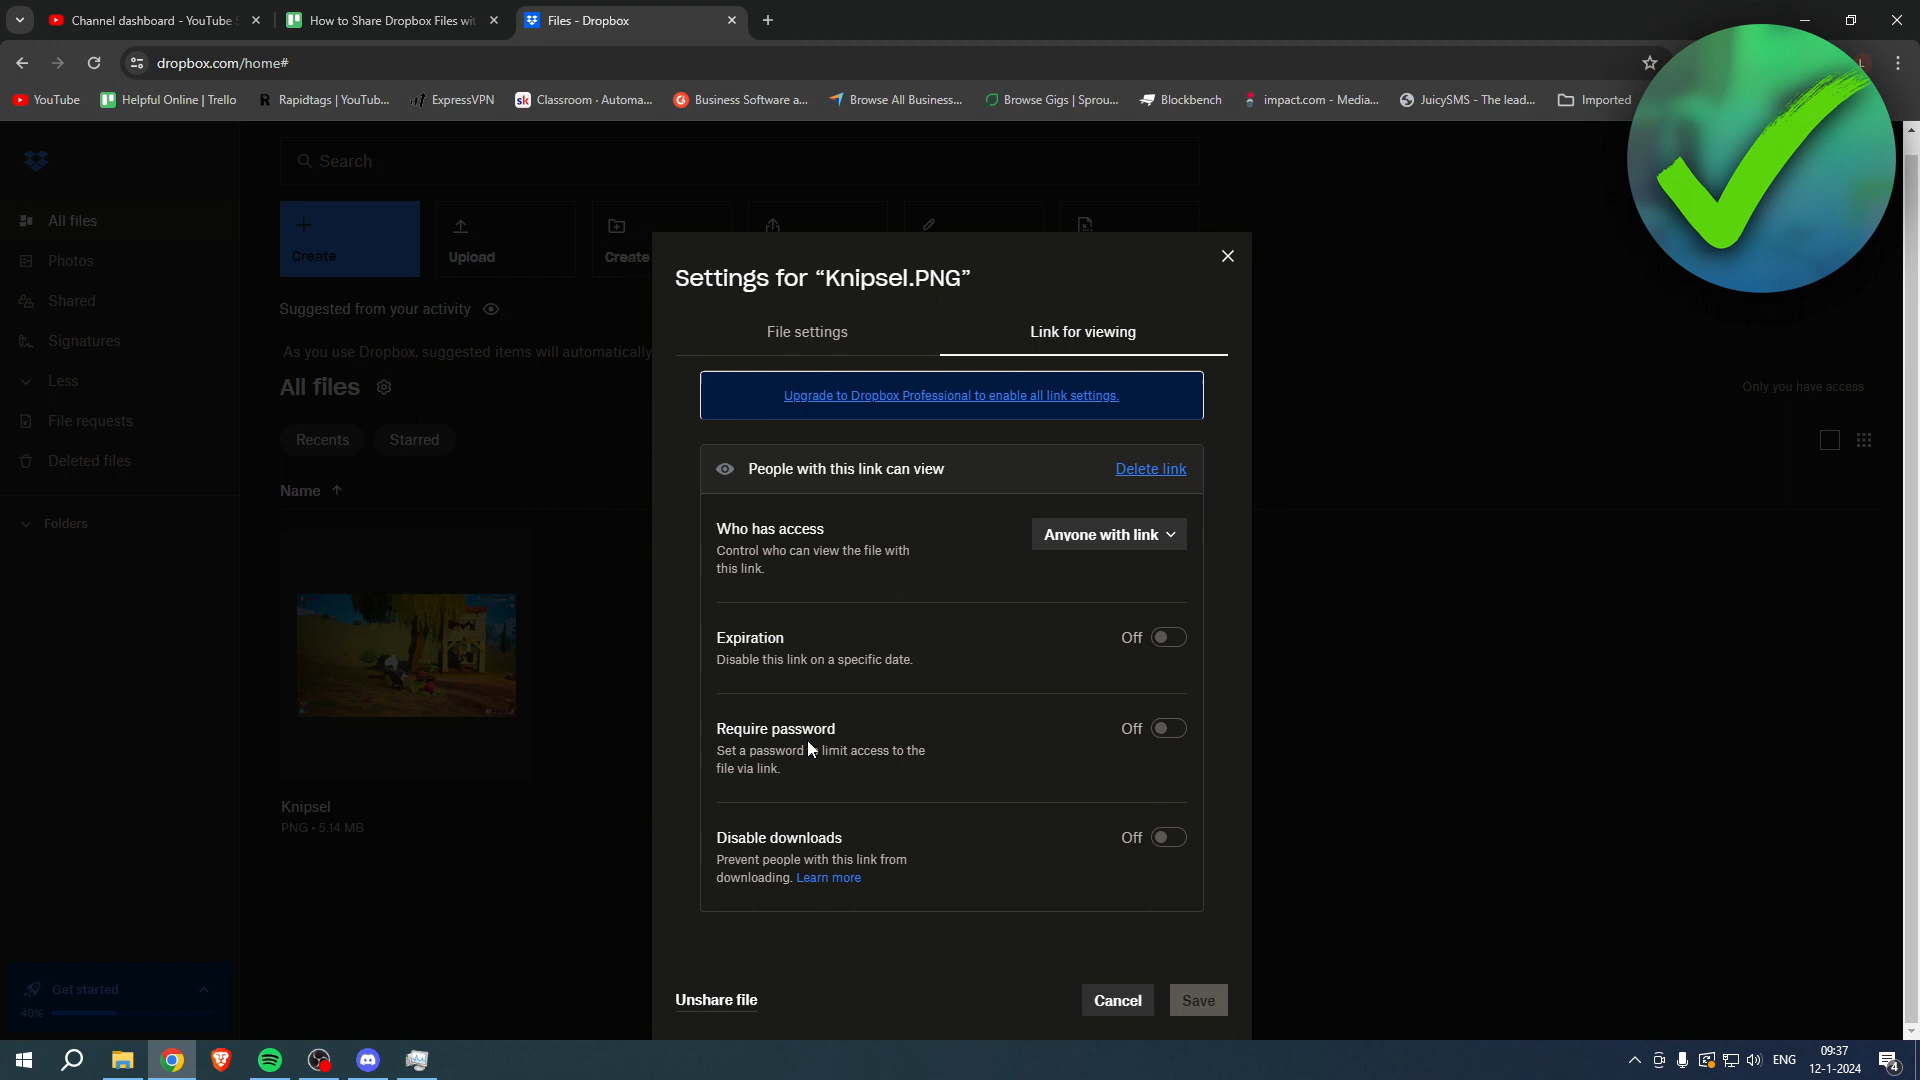 Channel dashboard - YouTube S
How to Share Dropbox Files wit
Files - Dropbox
dropbox.com/home#
YouTube
Helpful Online | Trello
Rapidtags | YouTub...
ExpressVPN
Classroom · Automa...
Business Software a...
Browse All Business...
Browse Gigs | Sprou...
Blockbench
impact.com - Media...
JuicySMS - The lead...
Imported
Search
All files
Photos
Shared
Signatures
Less
File requests
Deleted files
Folders
Create
Upload
Create
Suggested from your activity
As you use Dropbox, suggested items will automatically
All files
Only you have access
Recents
Starred
Name
Knipsel
PNG • 5.14 MB
Settings for “Knipsel.PNG”
File settings
Link for viewing
Upgrade to Dropbox Professional to enable all link settings.
People with this link can view
Delete link
Who has access
Control who can view the file with
this link.
Anyone with link
Expiration
Off
Disable this link on a specific date.
Require password
Off
Set a password limit access to the
file via link.
Disable downloads
Off
Prevent people with this link from
downloading. Learn more
Unshare file
Cancel
Save
Get started
40%
ENG
09:37
12-1-2024
4